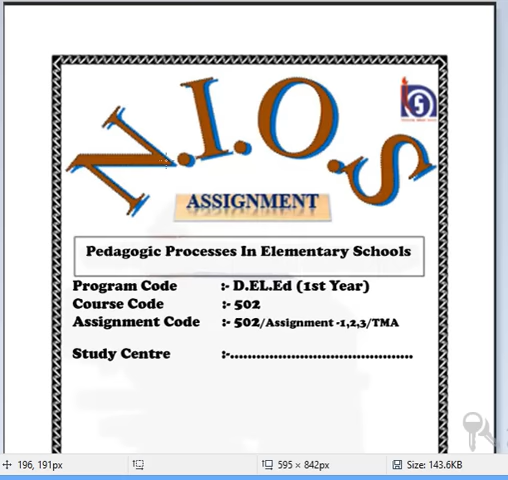 N.I.O.S
ASSIGNMENT
Pedagogic Processes In Elementary Schools
Program Code :- D.EL.Ed (1st Year)
Course Code :- 502
Assignment Code :- 502/Assignment -1,2,3/TMA
Study Centre :-..................................................
196, 191px 595 × 842px Size: 143.6KB